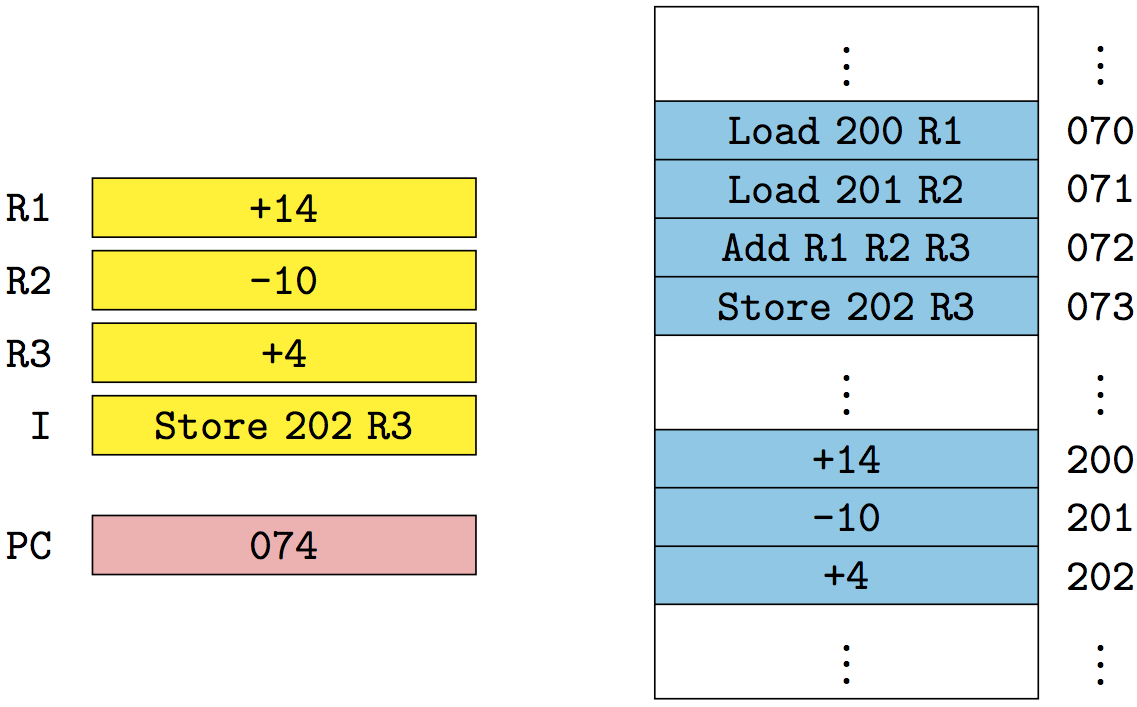 R1 +14
R2 -10
R3 +4
I Store 202 R3
PC 074
⋮ ⋮
Load 200 R1 070
Load 201 R2 071
Add R1 R2 R3 072
Store 202 R3 073
⋮ ⋮
+14 200
-10 201
+4 202
⋮ ⋮